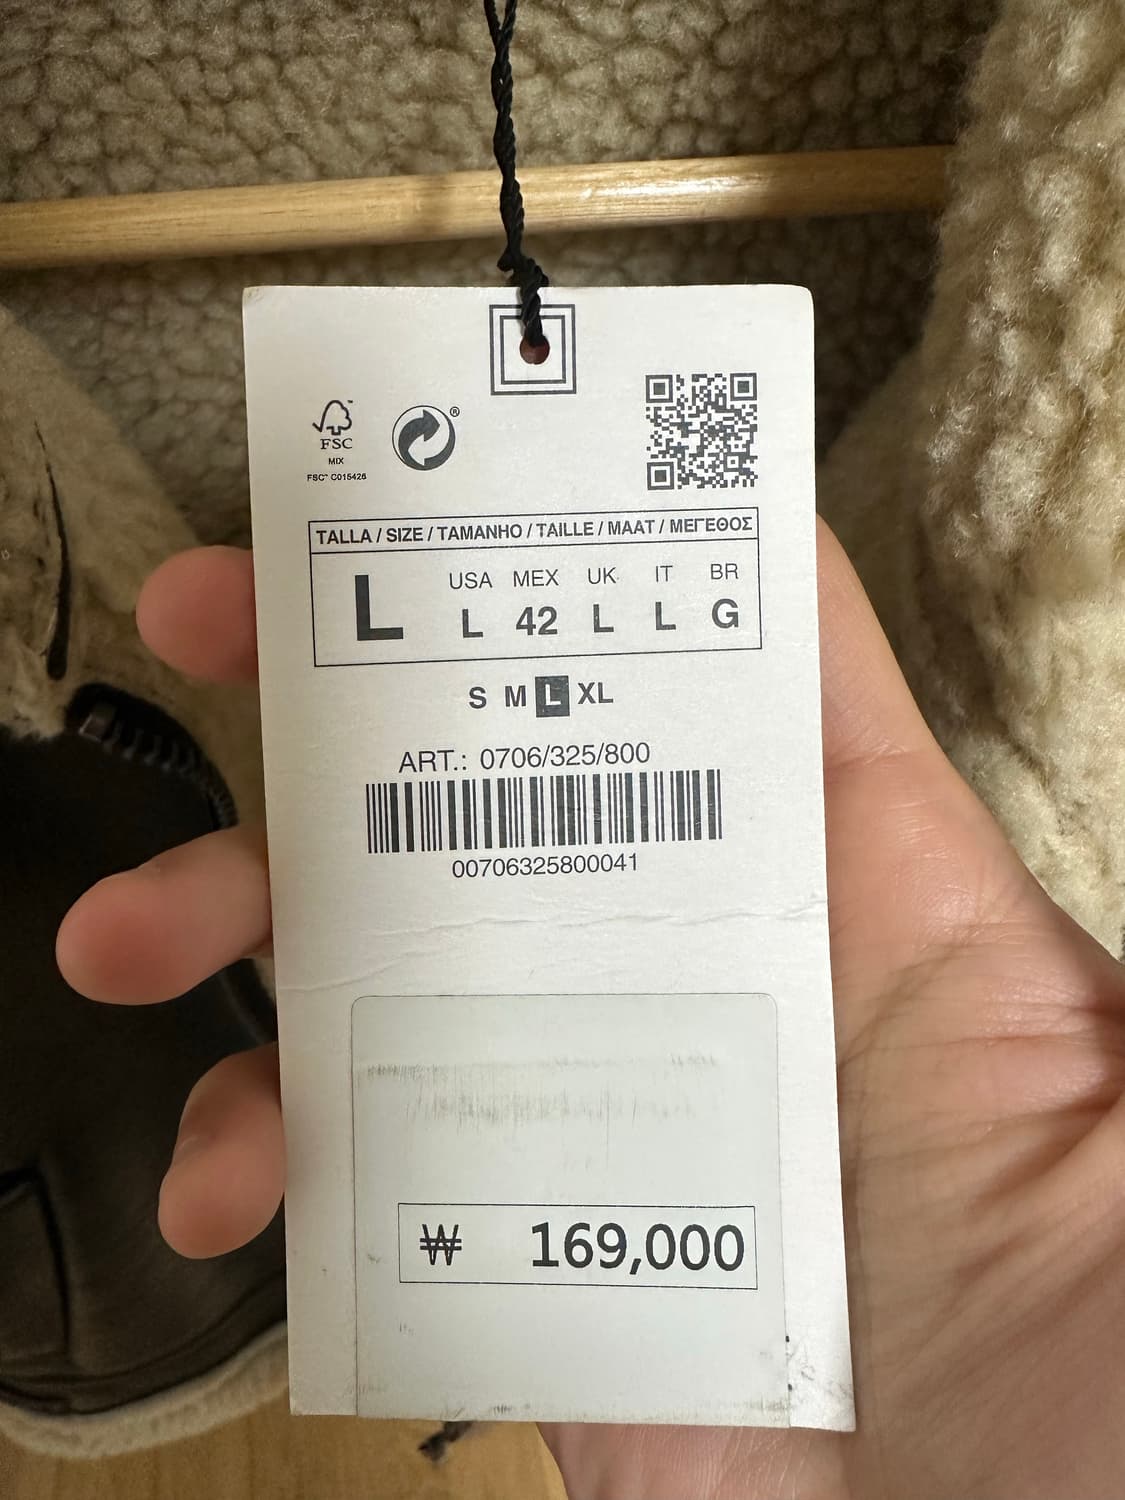 FSC
MIX
FSC™ C015426
®
TALLA / SIZE / TAMANHO / TAILLE / MAAT / ΜΕΓΕΘΟΣ
L
USA MEX UK IT BR
L 42 L L G
S M L XL
ART.: 0706/325/800
00706325800041
₩ 169,000